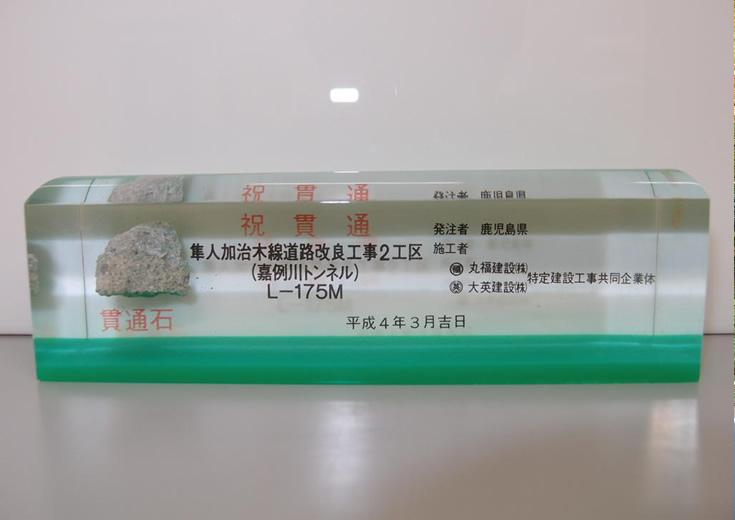 祝貫通
発注者 鹿児島県
隼人加治木線道路改良工事2工区
(嘉例川トンネル)
L-175M
施工者
福 丸福建設㈱
英 大英建設㈱
特定建設工事共同企業体
貫通石
平成4年3月吉日